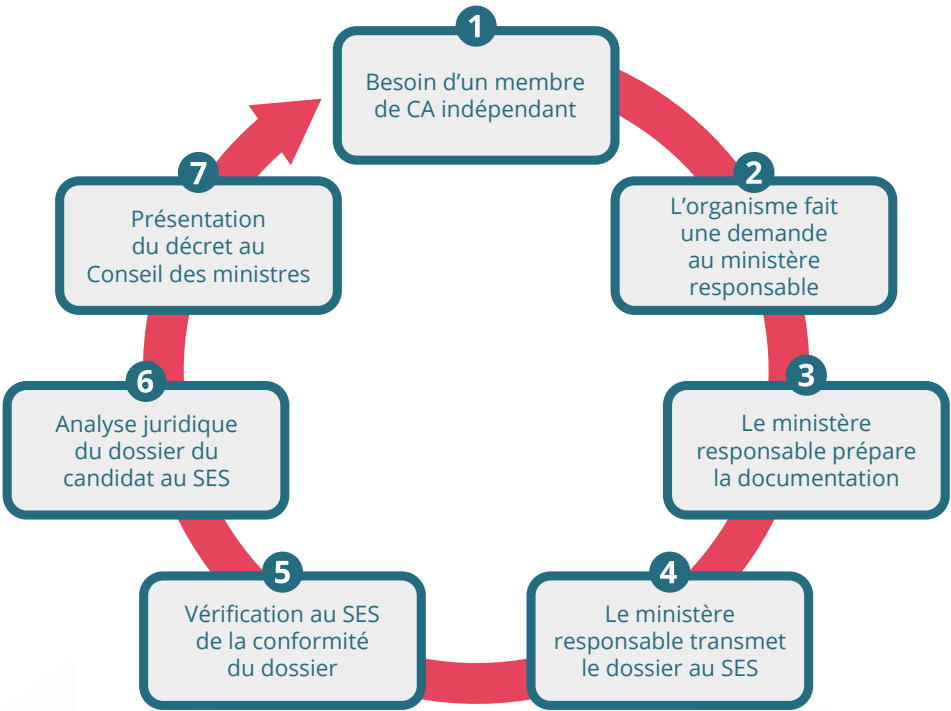 1
Besoin d’un membre
de CA indépendant
2
L’organisme fait
une demande
au ministère
responsable
3
Le ministère
responsable prépare
la documentation
4
Le ministère
responsable transmet
le dossier au SES
5
Vérification au SES
de la conformité
du dossier
6
Analyse juridique
du dossier du
candidat au SES
7
Présentation
du décret au
Conseil des ministres